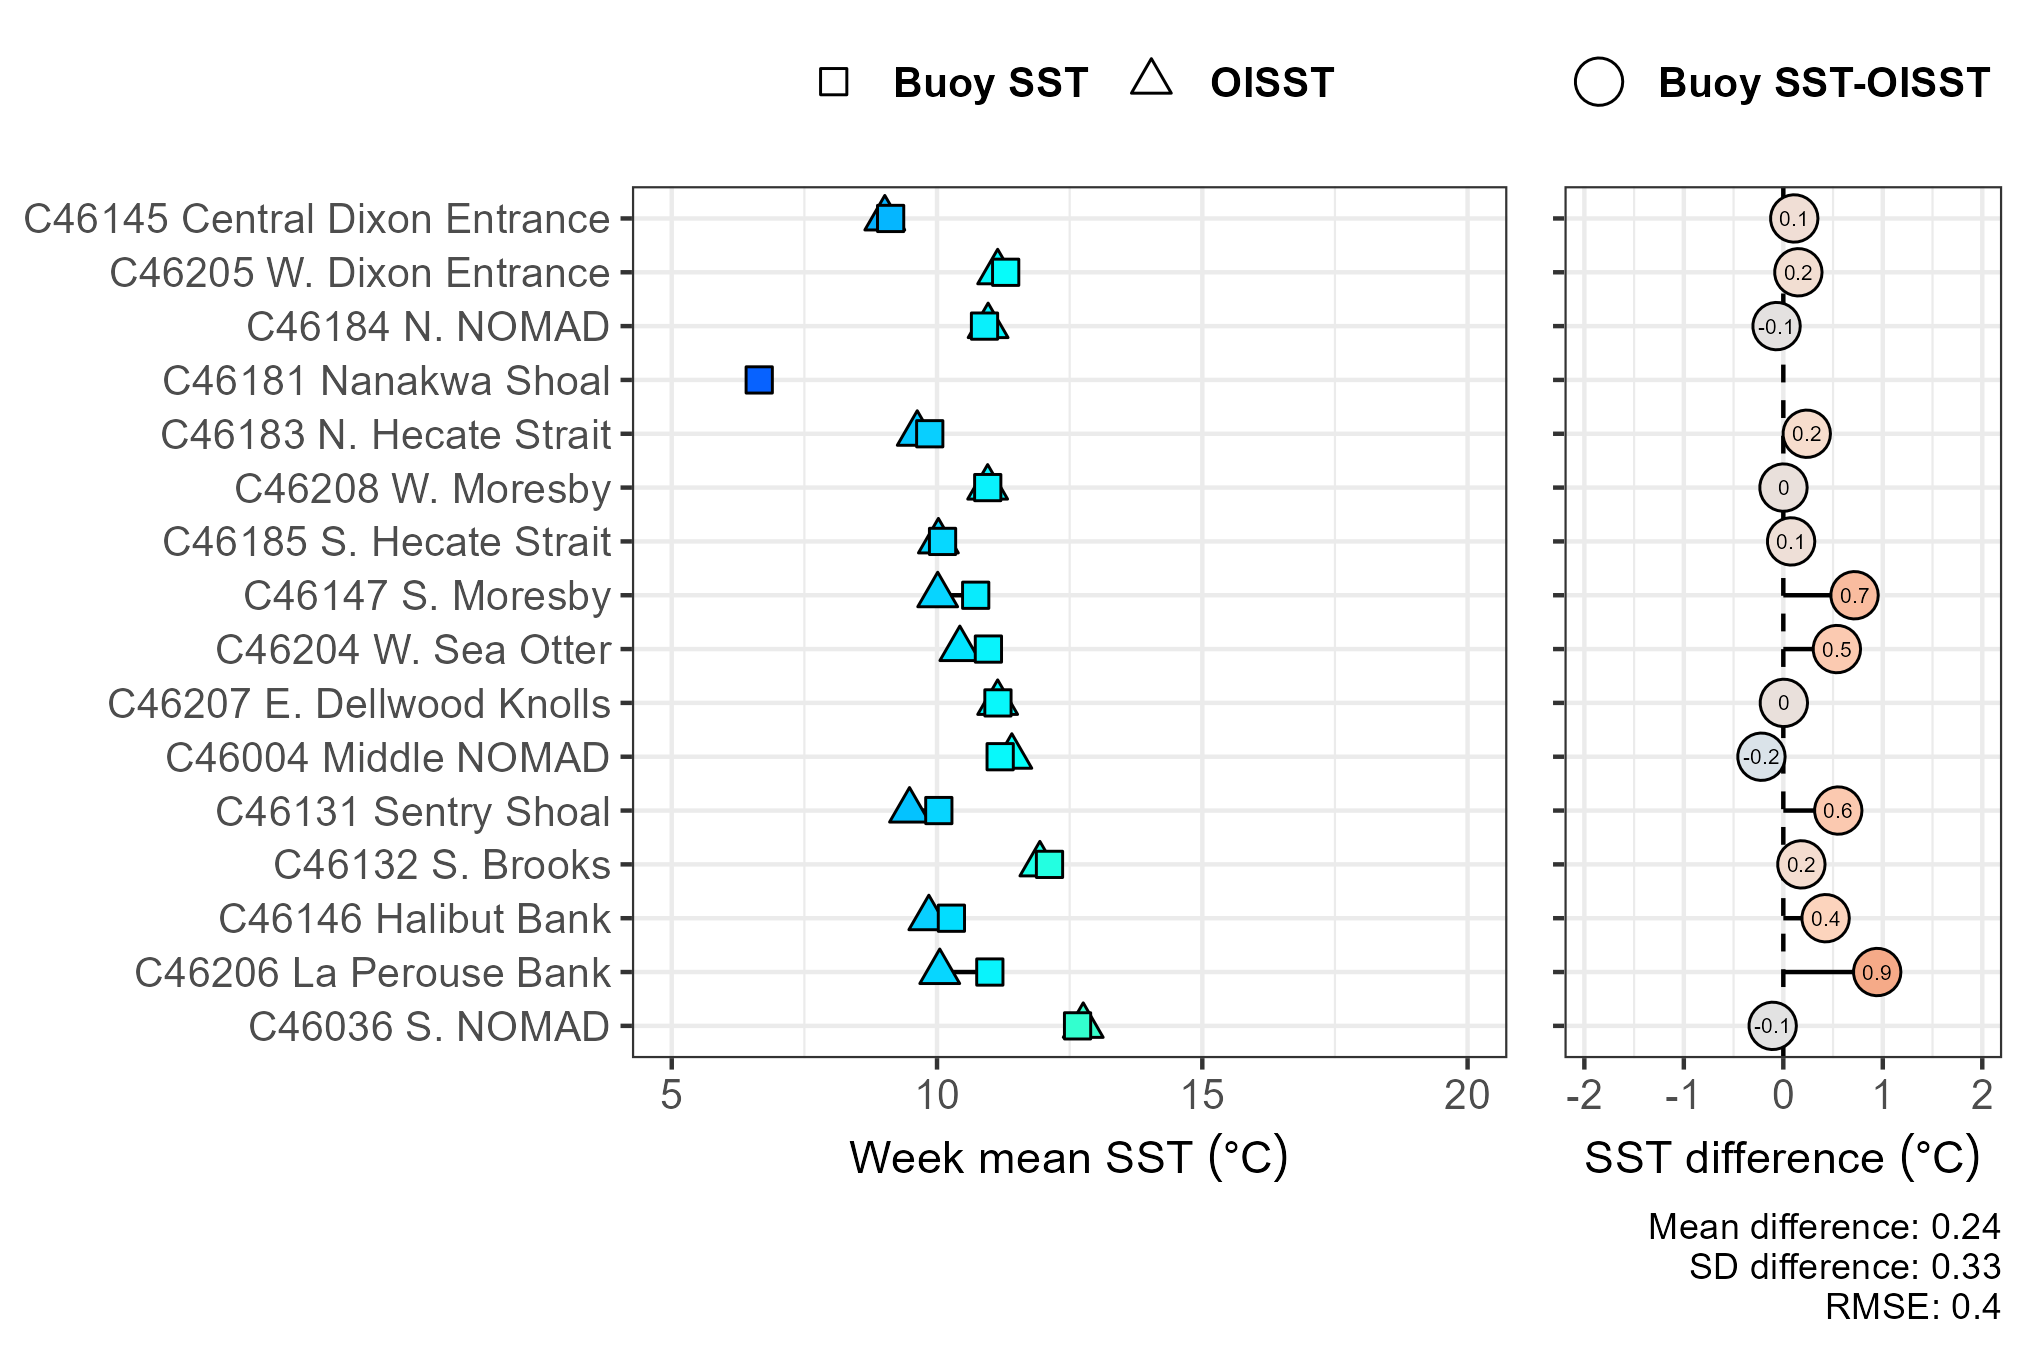 Buoy SST OISST Buoy SST-OISST
C46145 Central Dixon Entrance 0.1
C46205 W. Dixon Entrance 0.2
C46184 N. NOMAD -0.1
C46181 Nanakwa Shoal
C46183 N. Hecate Strait 0.2
C46208 W. Moresby 0
C46185 S. Hecate Strait 0.1
C46147 S. Moresby 0.7
C46204 W. Sea Otter 0.5
C46207 E. Dellwood Knolls 0
C46004 Middle NOMAD -0.2
C46131 Sentry Shoal 0.6
C46132 S. Brooks 0.2
C46146 Halibut Bank 0.4
C46206 La Perouse Bank 0.9
C46036 S. NOMAD -0.1
5 10 15 20 -2 -1 0 1 2
Week mean SST (°C) SST difference (°C)
Mean difference: 0.24
SD difference: 0.33
RMSE: 0.4